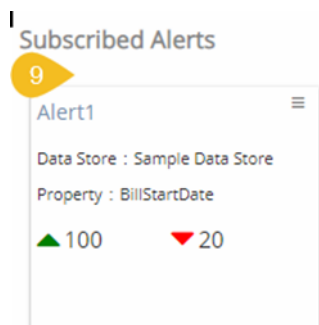 Subscribed Alerts
9
Alert1
Data Store : Sample Data Store
Property : BillStartDate
100 20